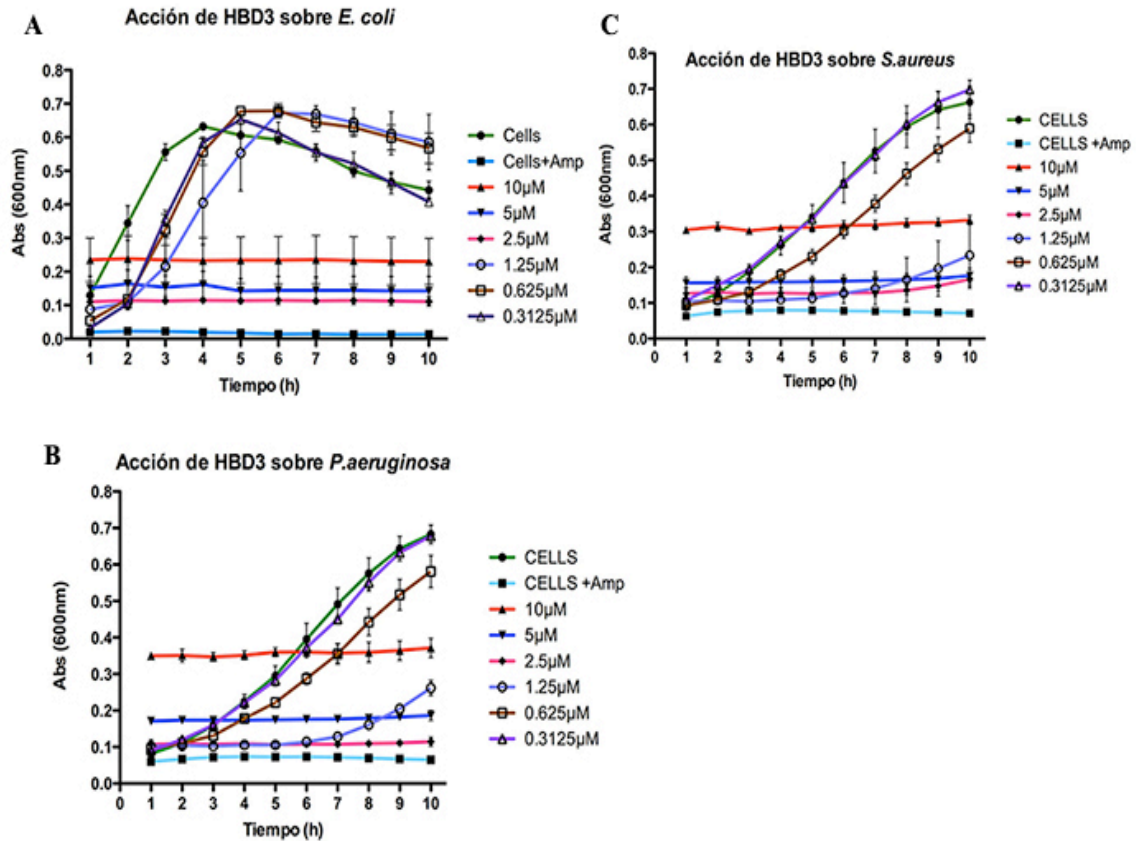 A
Acción de HBD3 sobre E. coli
Abs (600nm)
0.8
0.7
0.6
0.5
0.4
0.3
0.2
0.1
0.0
1 2 3 4 5 6 7 8 9 10
Tiempo (h)
Cells
Cells+Amp
10µM
5µM
2.5µM
1.25µM
0.625µM
0.3125µM
C
Acción de HBD3 sobre S.aureus
Abs (600nm)
0.8
0.7
0.6
0.5
0.4
0.3
0.2
0.1
0.0
0 1 2 3 4 5 6 7 8 9 10
Tiempo (h)
CELLS
CELLS +Amp
10µM
5µM
2.5µM
1.25µM
0.625µM
0.3125µM
B
Acción de HBD3 sobre P.aeruginosa
Abs (600nm)
0.8
0.7
0.6
0.5
0.4
0.3
0.2
0.1
0.0
0 1 2 3 4 5 6 7 8 9 10
Tiempo (h)
CELLS
CELLS +Amp
10µM
5µM
2.5µM
1.25µM
0.625µM
0.3125µM